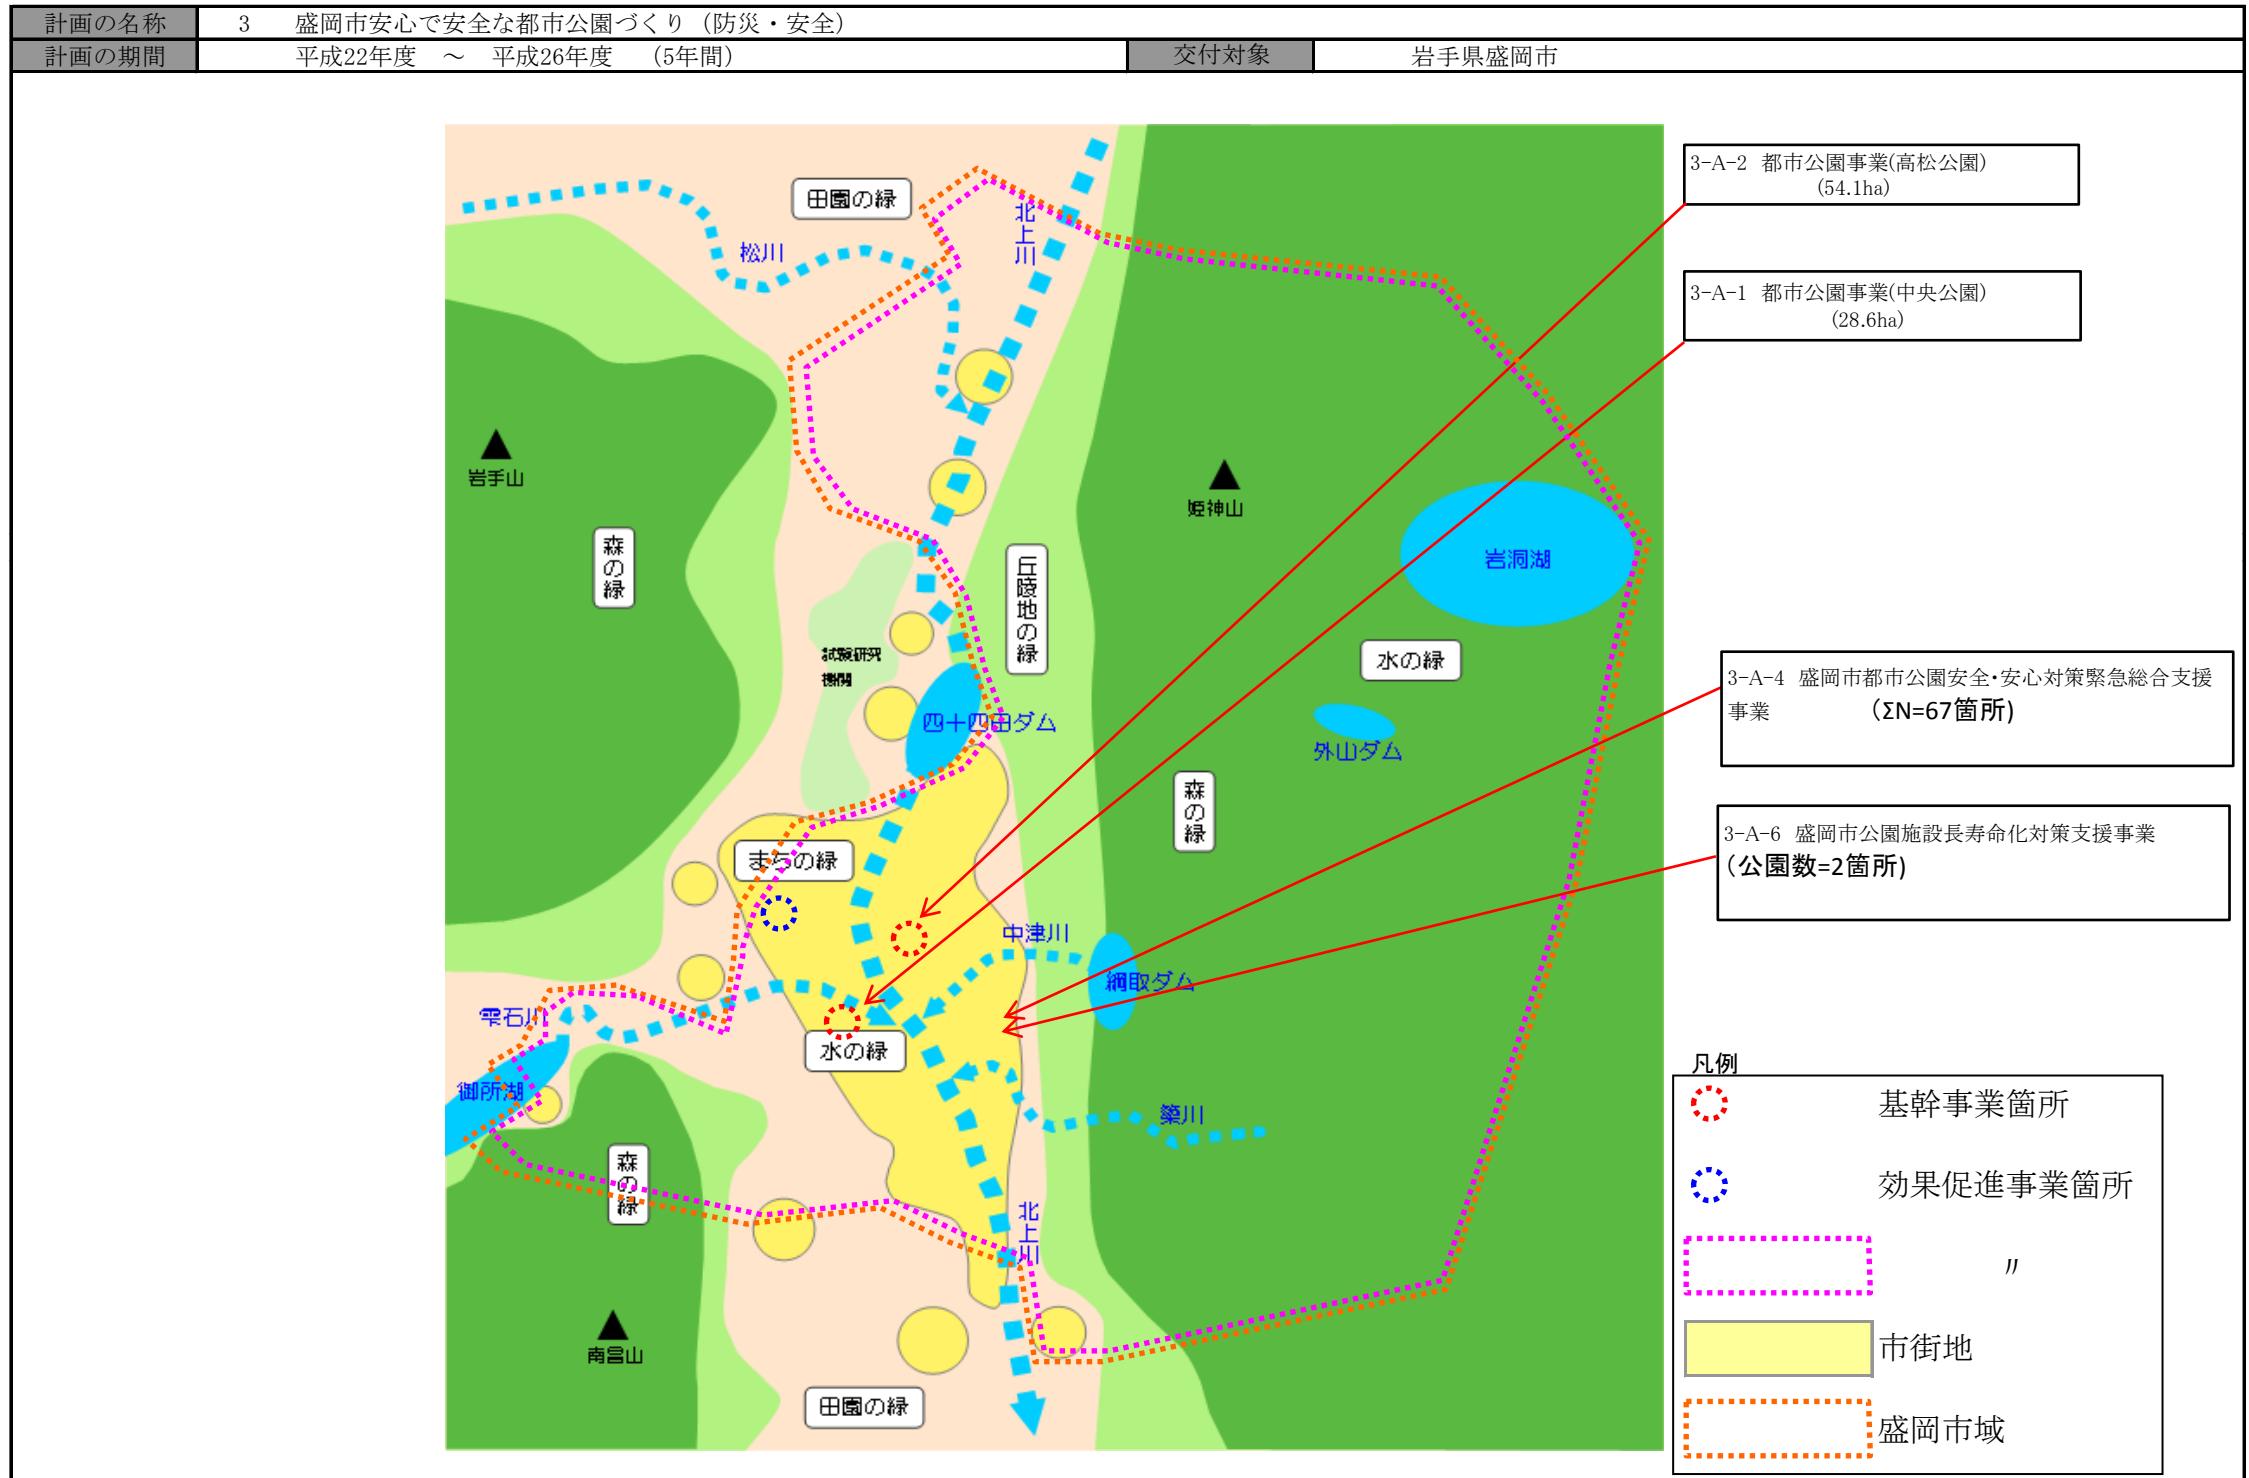 計画の名称 3 盛岡市安心で安全な都市公園づくり（防災・安全）
計画の期間 平成22年度 ～ 平成26年度 (5年間) 交付対象 岩手県盛岡市
3-A-2 都市公園事業(高松公園)
(54.1ha)
田園の緑
北上川
松川
3-A-1 都市公園事業(中央公園)
(28.6ha)
岩手山
姫神山
森の緑
丘陵地の緑
岩洞湖
試験研究
機関
水の緑
3-A-4 盛岡市都市公園安全・安心対策緊急総合支援
事業 （ΣN=67箇所)
四十四田ダム
外山ダム
森の緑
3-A-6 盛岡市公園施設長寿命化対策支援事業
（公園数=2箇所)
まちの緑
中津川
綱取ダム
雫石川
水の緑
御所湖
簗川
森の緑
北上川
南昌山
田園の緑
凡例
基幹事業箇所
効果促進事業箇所
〃
市街地
盛岡市域